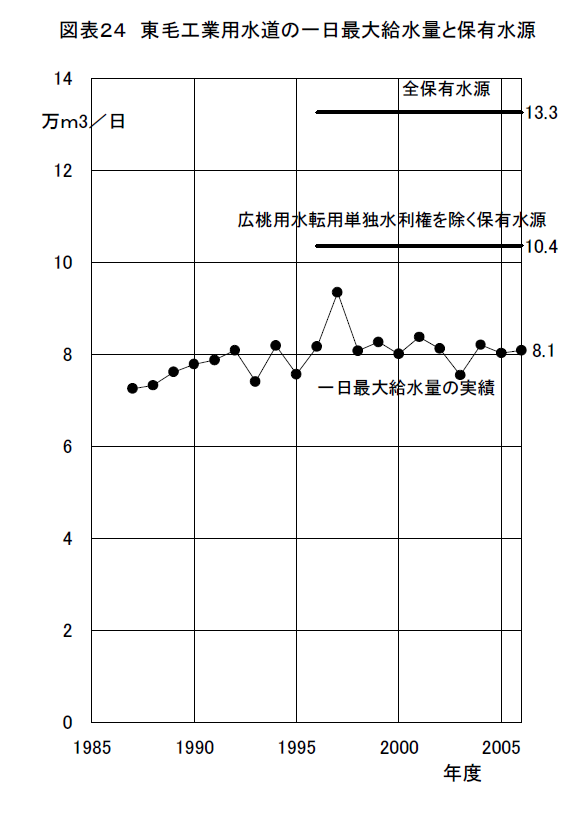 図表２４　東毛工業用水道の一日最大給水量と保有水源
14
全保有水源
13.3
万ｍ3／日
12
広桃用水転用単独水利権を除く保有水源
10.4
10
8
8.1
一日最大給水量の実績
6
4
2
0
1985 1990 1995 2000 2005
年度